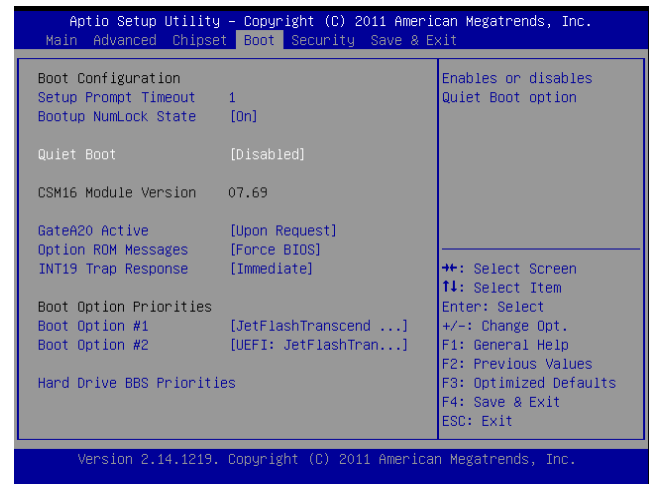 Aptio Setup Utility – Copyright (C) 2011 American Megatrends, Inc.
Main Advanced Chipset Boot Security Save & Exit
Boot Configuration
Setup Prompt Timeout 1
Bootup NumLock State [On]
Quiet Boot [Disabled]
CSM16 Module Version 07.69
GateA20 Active [Upon Request]
Option ROM Messages [Force BIOS]
INT19 Trap Response [Immediate]
Boot Option Priorities
Boot Option #1 [JetFlashTranscend ...]
Boot Option #2 [UEFI: JetFlashTran...]
Hard Drive BBS Priorities
Enables or disables
Quiet Boot option
→←: Select Screen
↑↓: Select Item
Enter: Select
+/-: Change Opt.
F1: General Help
F2: Previous Values
F3: Optimized Defaults
F4: Save & Exit
ESC: Exit
Version 2.14.1219. Copyright (C) 2011 American Megatrends, Inc.